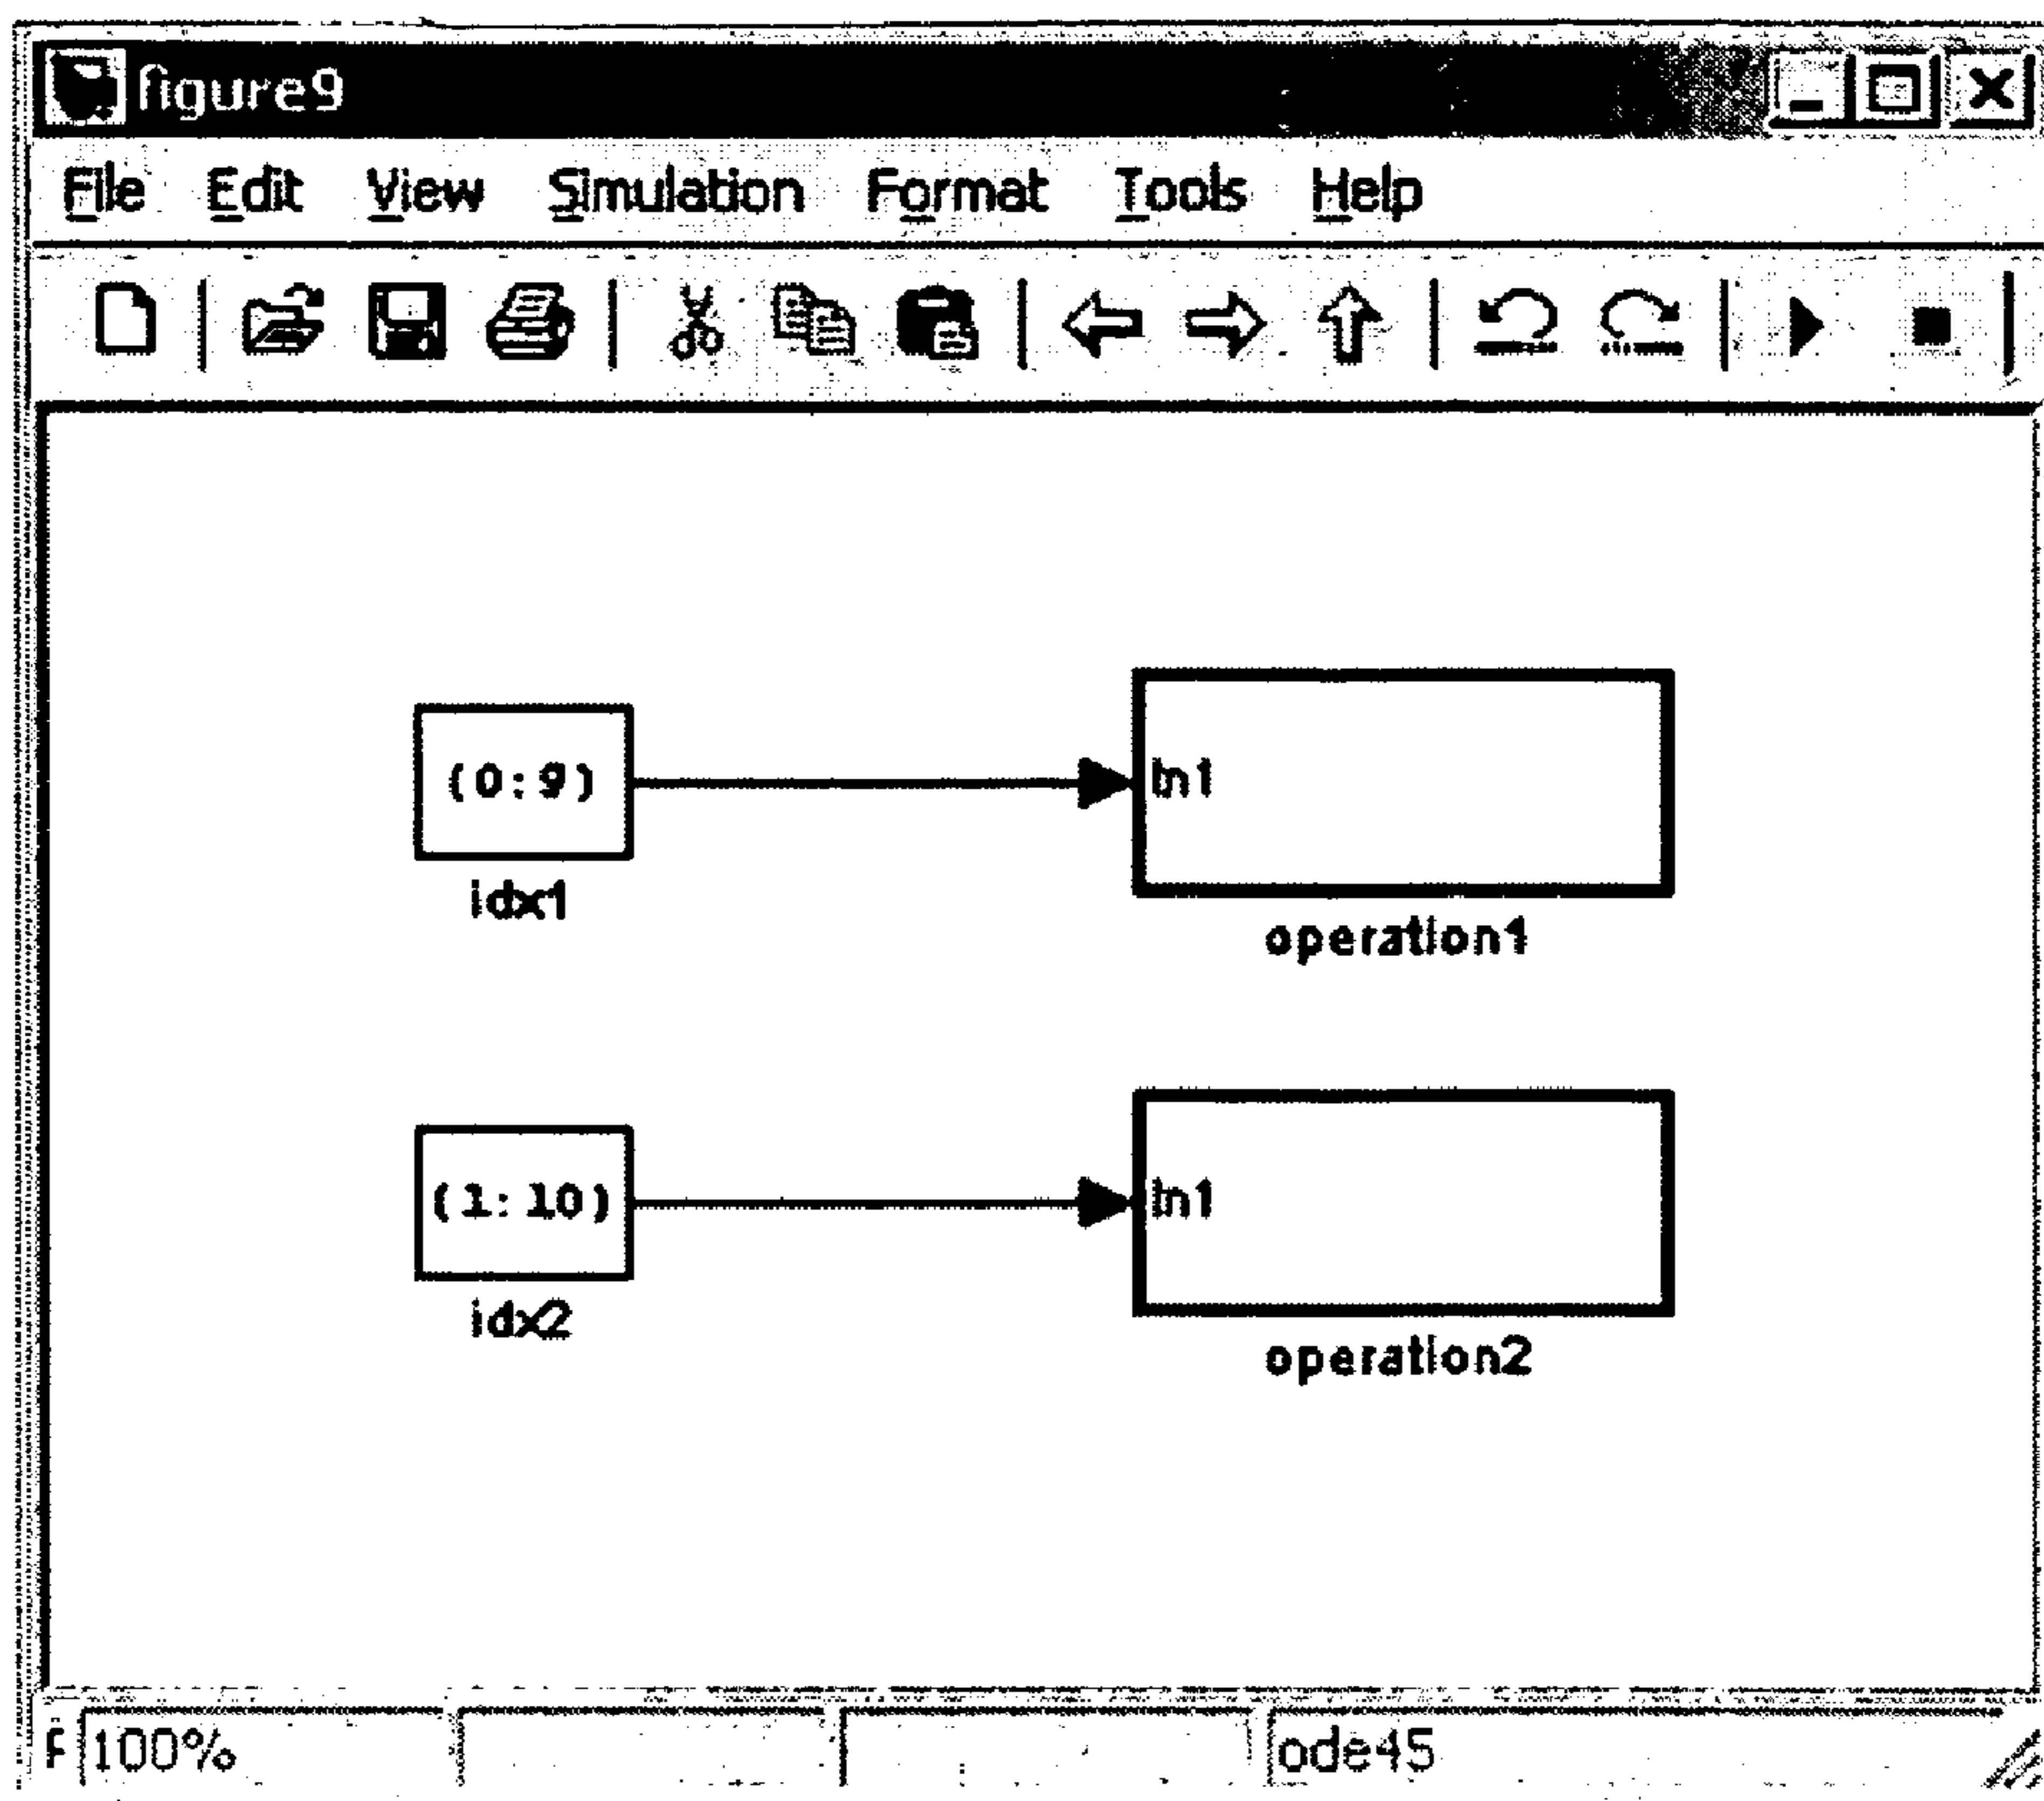 figure9
File Edit View Simulation Format Tools Help
(0:9)
In1
idx1
operation1
(1:10)
In1
idx2
operation2
100%
ode45